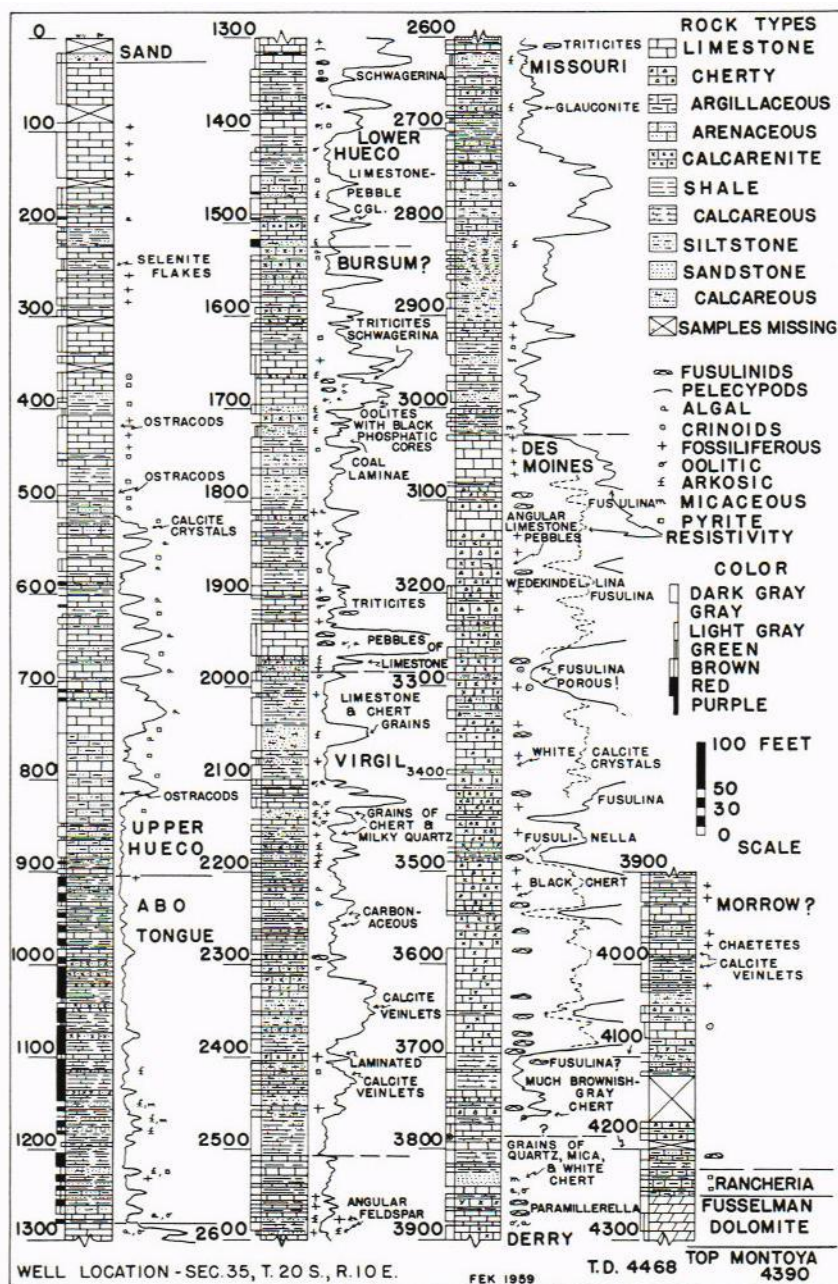 0
SAND
100
200
SELENITE
FLAKES
300
400
OSTRACODS
OSTRACODS
500
CALCITE
CRYSTALS
600
700
800
OSTRACODS
UPPER
HUECO
900
ABO
TONGUE
1000
1100
1200
1300
1300
SCHWAGERINA
1400
LOWER
HUECO
LIMESTONE-
PEBBLE
CGL.
1500
BURSUM?
1600
TRITICITES
SCHWAGERINA
1700
OOLITES
WITH BLACK
PHOSPHATIC
CORES
COAL
LAMINAE
1800
1900
TRITICITES
PEBBLES OF
LIMESTONE
2000
LIMESTONE
& CHERT
GRAINS
VIRGIL
2100
GRAINS OF
CHERT &
MILKY QUARTZ
2200
CARBON-
ACEOUS
2300
CALCITE
VEINLETS
2400
LAMINATED
CALCITE
VEINLETS
2500
ANGULAR
FELDSPAR
2600
2600
TRITICITES
MISSOURI
GLAUCONITE
2700
2800
2900
3000
DES
MOINES
3100
FUSULINA
ANGULAR
LIMESTONE
PEBBLES
3200
WEDEKINDELLINA
FUSULINA
3300
FUSULINA
POROUS!
WHITE CALCITE
CRYSTALS
3400
FUSULINA
FUSULINELLA
3500
BLACK CHERT
3600
3700
FUSULINA?
MUCH BROWNISH-
GRAY
CHERT
?
3800
GRAINS OF
QUARTZ, MICA,
& WHITE
CHERT
PARAMILLERELLA
3900
DERRY
ROCK TYPES
LIMESTONE
CHERTY
ARGILLACEOUS
ARENACEOUS
CALCARENITE
SHALE
CALCAREOUS
SILTSTONE
SANDSTONE
CALCAREOUS
SAMPLES MISSING
FUSULINIDS
PELECYPODS
ALGAL
CRINOIDS
FOSSILIFEROUS
OOLITIC
ARKOSIC
m MICACEOUS
PYRITE
RESISTIVITY
COLOR
DARK GRAY
GRAY
LIGHT GRAY
GREEN
BROWN
RED
PURPLE
100 FEET
50
30
0
SCALE
3900
MORROW?
CHAETETES
4000
CALCITE
VEINLETS
4100
4200
RANCHERIA
FUSSELMAN
DOLOMITE
4300
TOP MONTOYA
4390
T.D. 4468
WELL LOCATION - SEC. 35, T. 20 S., R. 10 E.
FEK 1959